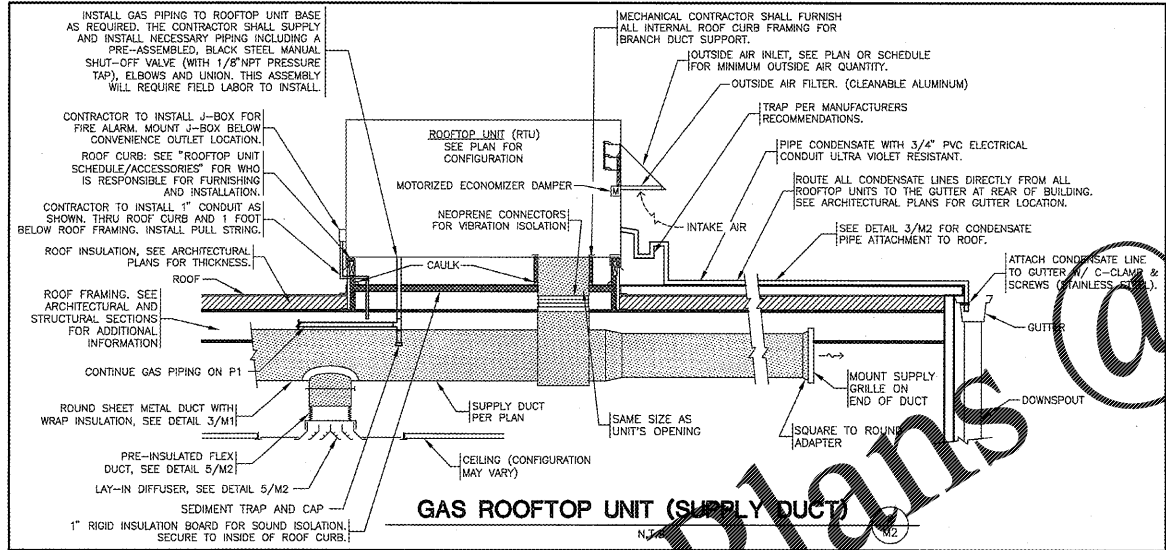 INSTALL GAS PIPING TO ROOFTOP UNIT BASE
AS REQUIRED. THE CONTRACTOR SHALL SUPPLY
AND INSTALL NECESSARY PIPING INCLUDING A
PRE-ASSEMBLED, BLACK STEEL MANUAL
SHUT-OFF VALVE (WITH 1/8"NPT PRESSURE
TAP), ELBOWS AND UNION. THIS ASSEMBLY
WILL REQUIRE FIELD LABOR TO INSTALL.
CONTRACTOR TO INSTALL J-BOX FOR
FIRE ALARM. MOUNT J-BOX BELOW
CONVENIENCE OUTLET LOCATION.
ROOF CURB: SEE "ROOFTOP UNIT
SCHEDULE/ACCESSORIES" FOR WHO
IS RESPONSIBLE FOR FURNISHING
AND INSTALLATION.
CONTRACTOR TO INSTALL 1" CONDUIT AS
SHOWN. THRU ROOF CURB AND 1 FOOT
BELOW ROOF FRAMING. INSTALL PULL STRING.
ROOF INSULATION, SEE ARCHITECTURAL
PLANS FOR THICKNESS.
ROOF
ROOF FRAMING. SEE
ARCHITECTURAL AND
STRUCTURAL SECTIONS
FOR ADDITIONAL
INFORMATION
CONTINUE GAS PIPING ON P1
ROUND SHEET METAL DUCT WITH
WRAP INSULATION, SEE DETAIL 3/M1
PRE-INSULATED FLEX
DUCT, SEE DETAIL 5/M2
LAY-IN DIFFUSER, SEE DETAIL 5/M2
SEDIMENT TRAP AND CAP
1" RIGID INSULATION BOARD FOR SOUND ISOLATION.
SECURE TO INSIDE OF ROOF CURB.
ROOFTOP UNIT (RTU)
SEE PLAN FOR
CONFIGURATION
MOTORIZED ECONOMIZER DAMPER
M
NEOPRENE CONNECTORS
FOR VIBRATION ISOLATION
CAULK
SUPPLY DUCT
PER PLAN
CEILING (CONFIGURATION
MAY VARY)
SAME SIZE AS
UNIT'S OPENING
MECHANICAL CONTRACTOR SHALL FURNISH
ALL INTERNAL ROOF CURB FRAMING FOR
BRANCH DUCT SUPPORT.
OUTSIDE AIR INLET, SEE PLAN OR SCHEDULE
FOR MINIMUM OUTSIDE AIR QUANTITY.
OUTSIDE AIR FILTER. (CLEANABLE ALUMINUM)
TRAP PER MANUFACTURERS
RECOMMENDATIONS.
PIPE CONDENSATE WITH 3/4" PVC ELECTRICAL
CONDUIT ULTRA VIOLET RESISTANT.
ROUTE ALL CONDENSATE LINES DIRECTLY FROM ALL
ROOFTOP UNITS TO THE GUTTER AT REAR OF BUILDING.
SEE ARCHITECTURAL PLANS FOR GUTTER LOCATION.
INTAKE AIR
SEE DETAIL 3/M2 FOR CONDENSATE
PIPE ATTACHMENT TO ROOF.
ATTACH CONDENSATE LINE
TO GUTTER W/ C-CLAMP &
SCREWS (STAINLESS STEEL).
GUTTER
MOUNT SUPPLY
GRILLE ON
END OF DUCT
DOWNSPOUT
SQUARE TO ROUND
ADAPTER
GAS ROOFTOP UNIT (SUPPLY DUCT)
N.T.S.
M2
Plans @